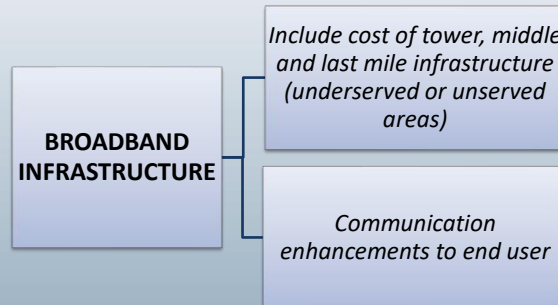 BROADBAND
INFRASTRUCTURE
Include cost of tower, middle
and last mile infrastructure
(underserved or unserved
areas)
Communication
enhancements to end user